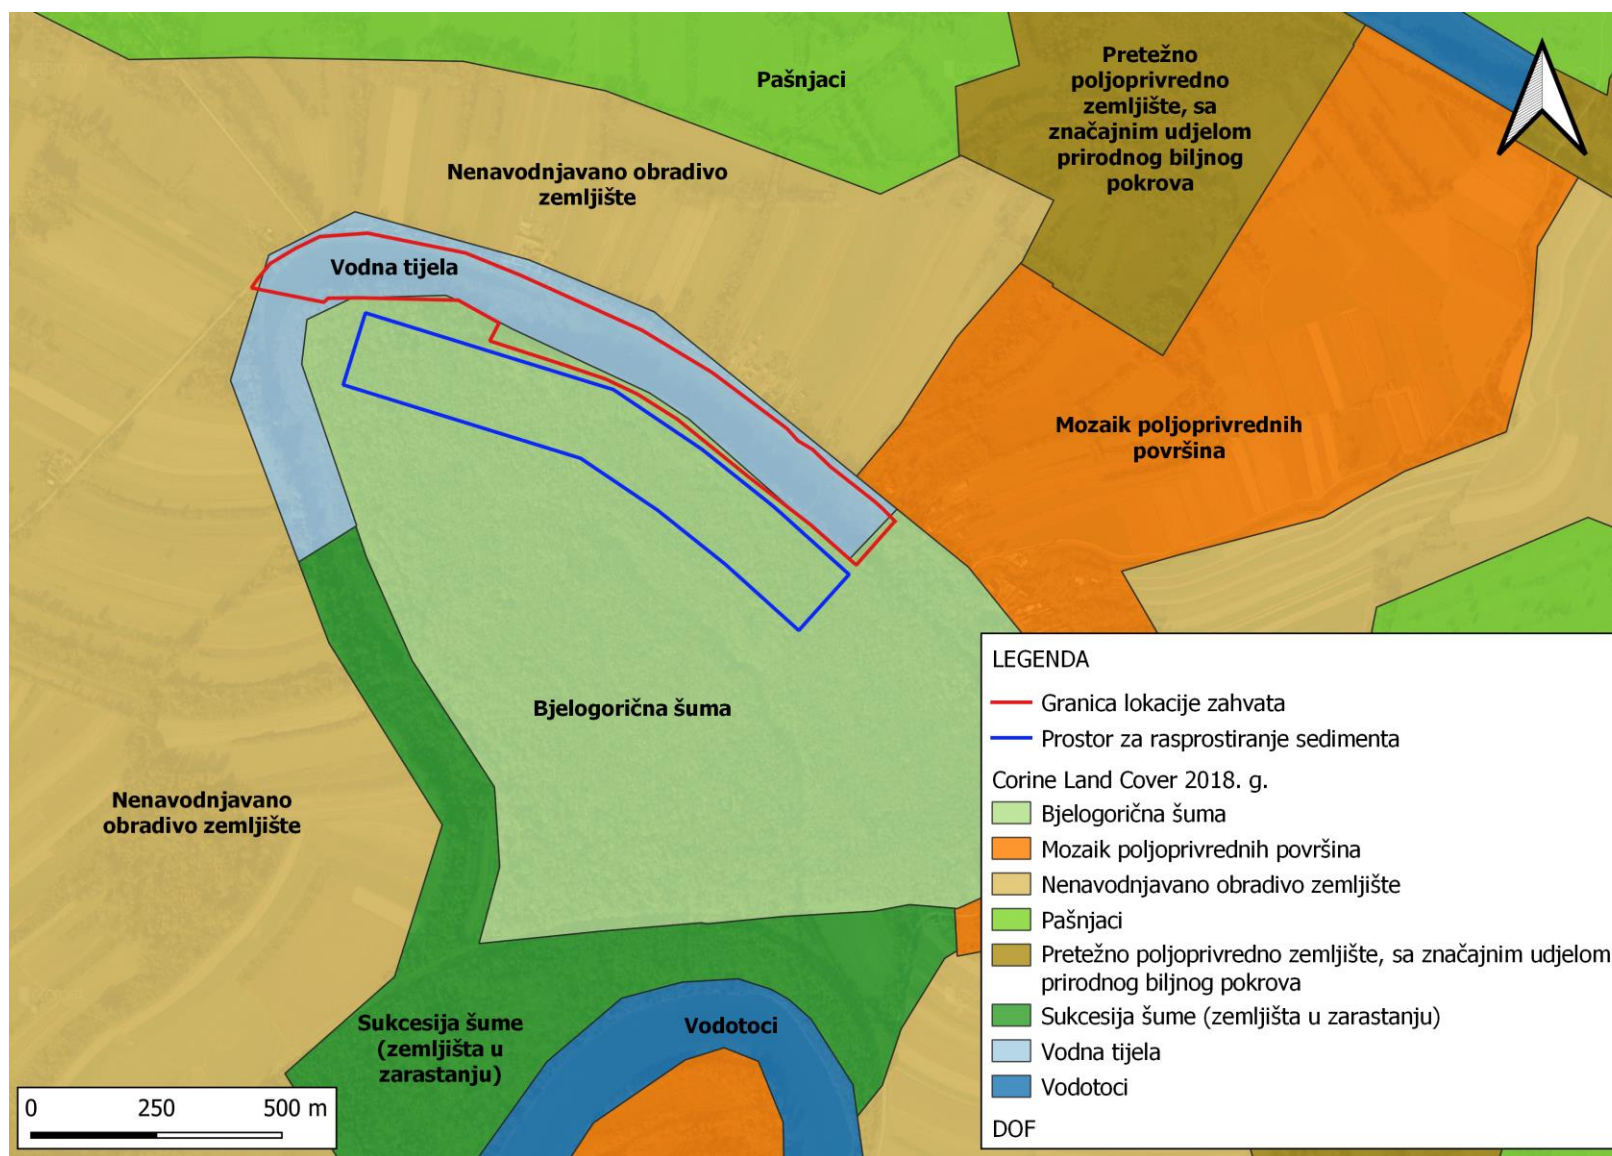 Pašnjaci
Pretežno
poljoprivredno
zemljište, sa
značajnim udjelom
prirodnog biljnog
pokrova
Nenavodnjavano obradivo
zemljište
Vodna tijela
Mozaik poljoprivrednih
površina
Bjelogorična šuma
Nenavodnjavano
obradivo zemljište
Sukcesija šume
(zemljišta u
zarastanju)
Vodotoci
0 250 500 m
LEGENDA
Granica lokacije zahvata
Prostor za rasprostiranje sedimenta
Corine Land Cover 2018. g.
Bjelogorična šuma
Mozaik poljoprivrednih površina
Nenavodnjavano obradivo zemljište
Pašnjaci
Pretežno poljoprivredno zemljište, sa značajnim udjelom
prirodnog biljnog pokrova
Sukcesija šume (zemljišta u zarastanju)
Vodna tijela
Vodotoci
DOF